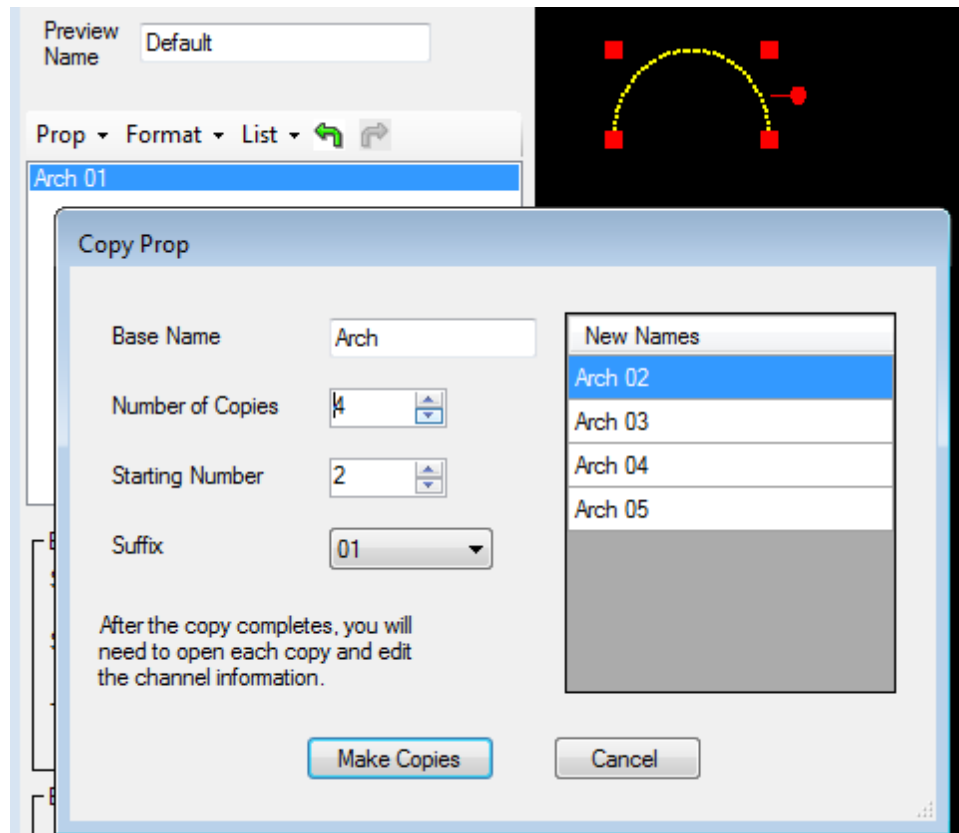 Preview
Name
Default
Prop Format List
Arch 01
Copy Prop
Base Name Arch
Number of Copies 4
Starting Number 2
Suffix 01
After the copy completes, you will
need to open each copy and edit
the channel information.
New Names
Arch 02
Arch 03
Arch 04
Arch 05
Make Copies Cancel